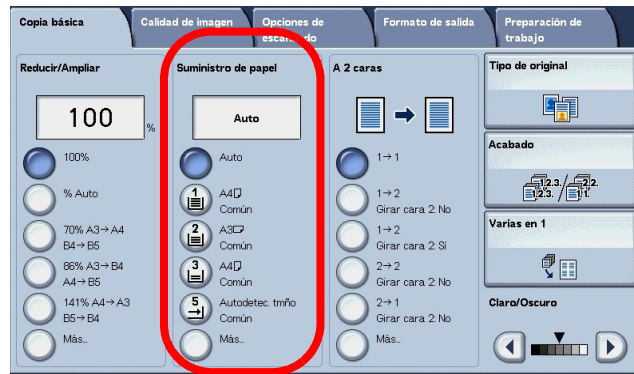 Copia básica
Calidad de imagen
Opciones de
escaneado
Formato de salida
Preparación de
trabajo
Reducir/Ampliar
100 %
100%
% Auto
70% A3→A4
B4→B5
86% A3→B4
A4→B5
141% A4→A3
B5→B4
Más..
Suministro de papel
Auto
Auto
1 A4
Común
2 A3
Común
3 A4
Común
5 Autodetec. tmño
Común
Más..
A 2 caras
1→1
1→2
Girar cara 2: No
1→2
Girar cara 2: Sí
2→2
Girar cara 2: No
2→1
Girar cara 2: No
Más..
Tipo de original
Acabado
1.2.3./2.2.
1.2.3. 1.1.
Varias en 1
Claro/Oscuro